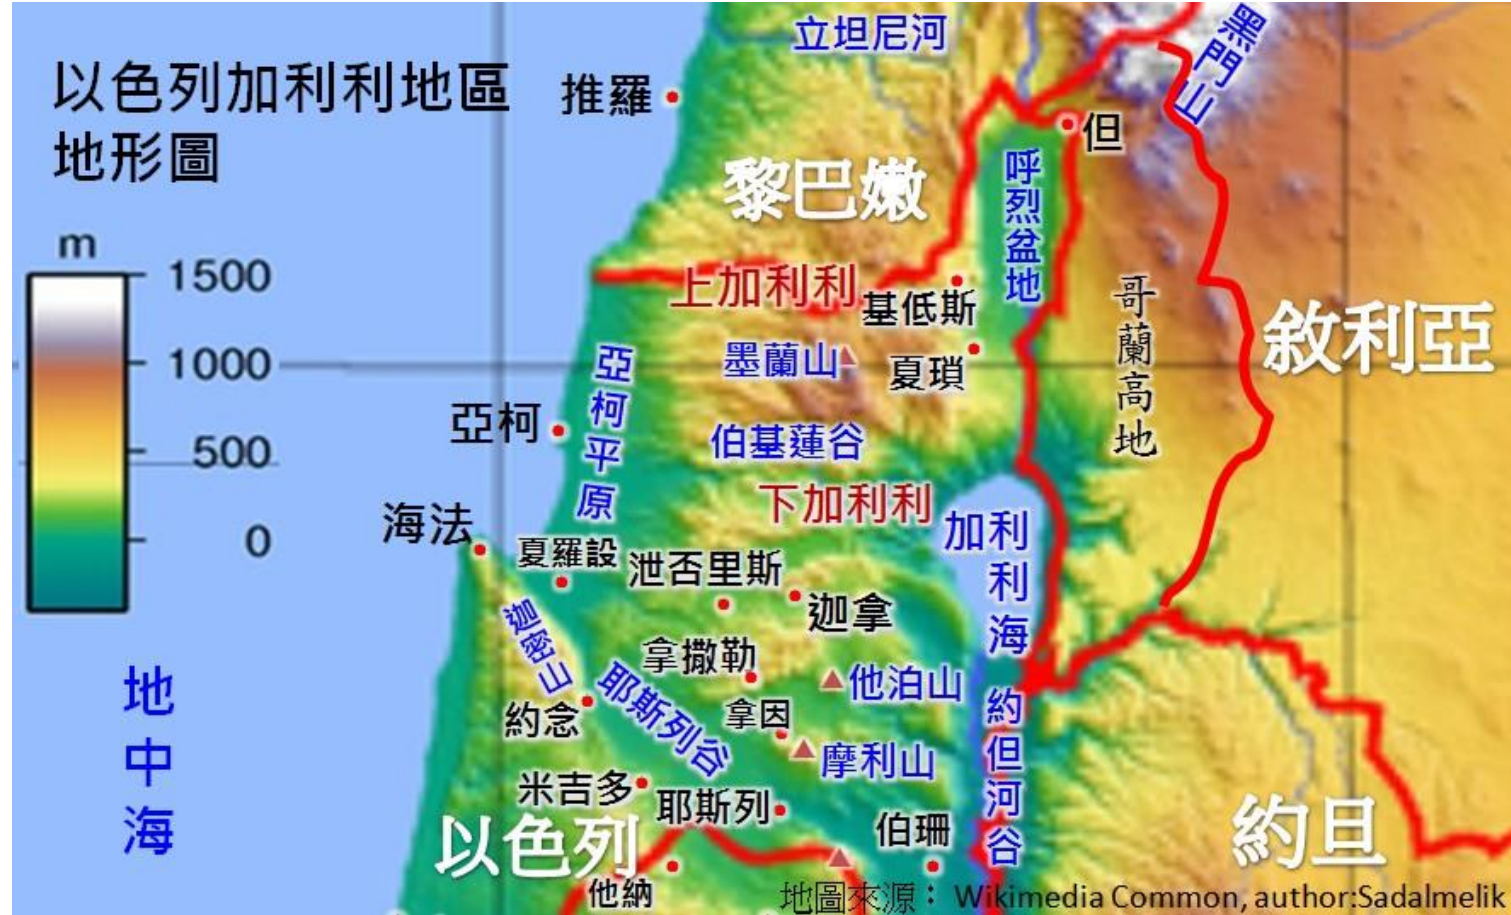 以色列加利利地區
地形圖
m
1500
1000
500
0
立坦尼河
黑門山
推羅
但
黎巴嫩
呼烈盆地
上加利利
基低斯
哥蘭高地
敘利亞
墨蘭山
夏瑣
亞柯平原
亞柯
伯基蓮谷
下加利利
海法
加利利海
夏羅設
泄否里斯
迦拿
迦密山
拿撒勒
他泊山
地中海
耶斯列谷
約念
拿因
摩利山
約但河谷
米吉多
耶斯列
以色列
伯珊
約旦
他納
地圖來源： Wikimedia Common, author:Sadalmelik